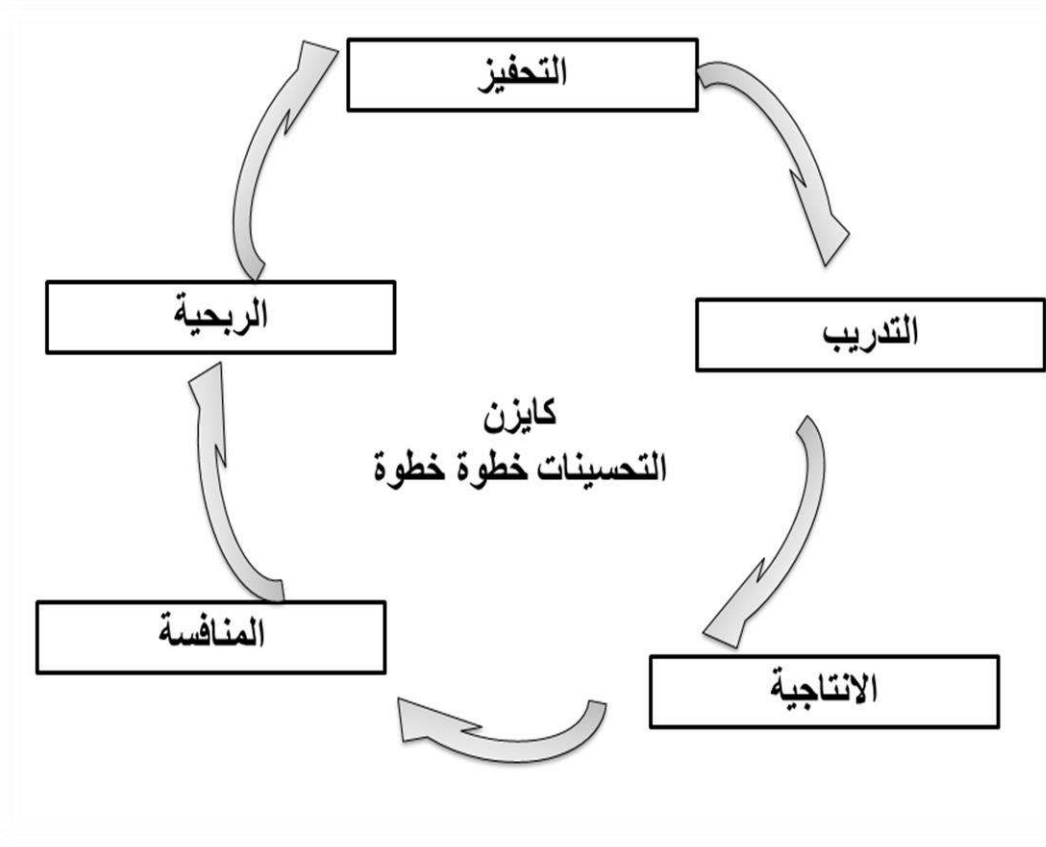 التحفيز
التدريب
الانتاجية
المنافسة
الربحية
كايزن
التحسينات خطوة خطوة